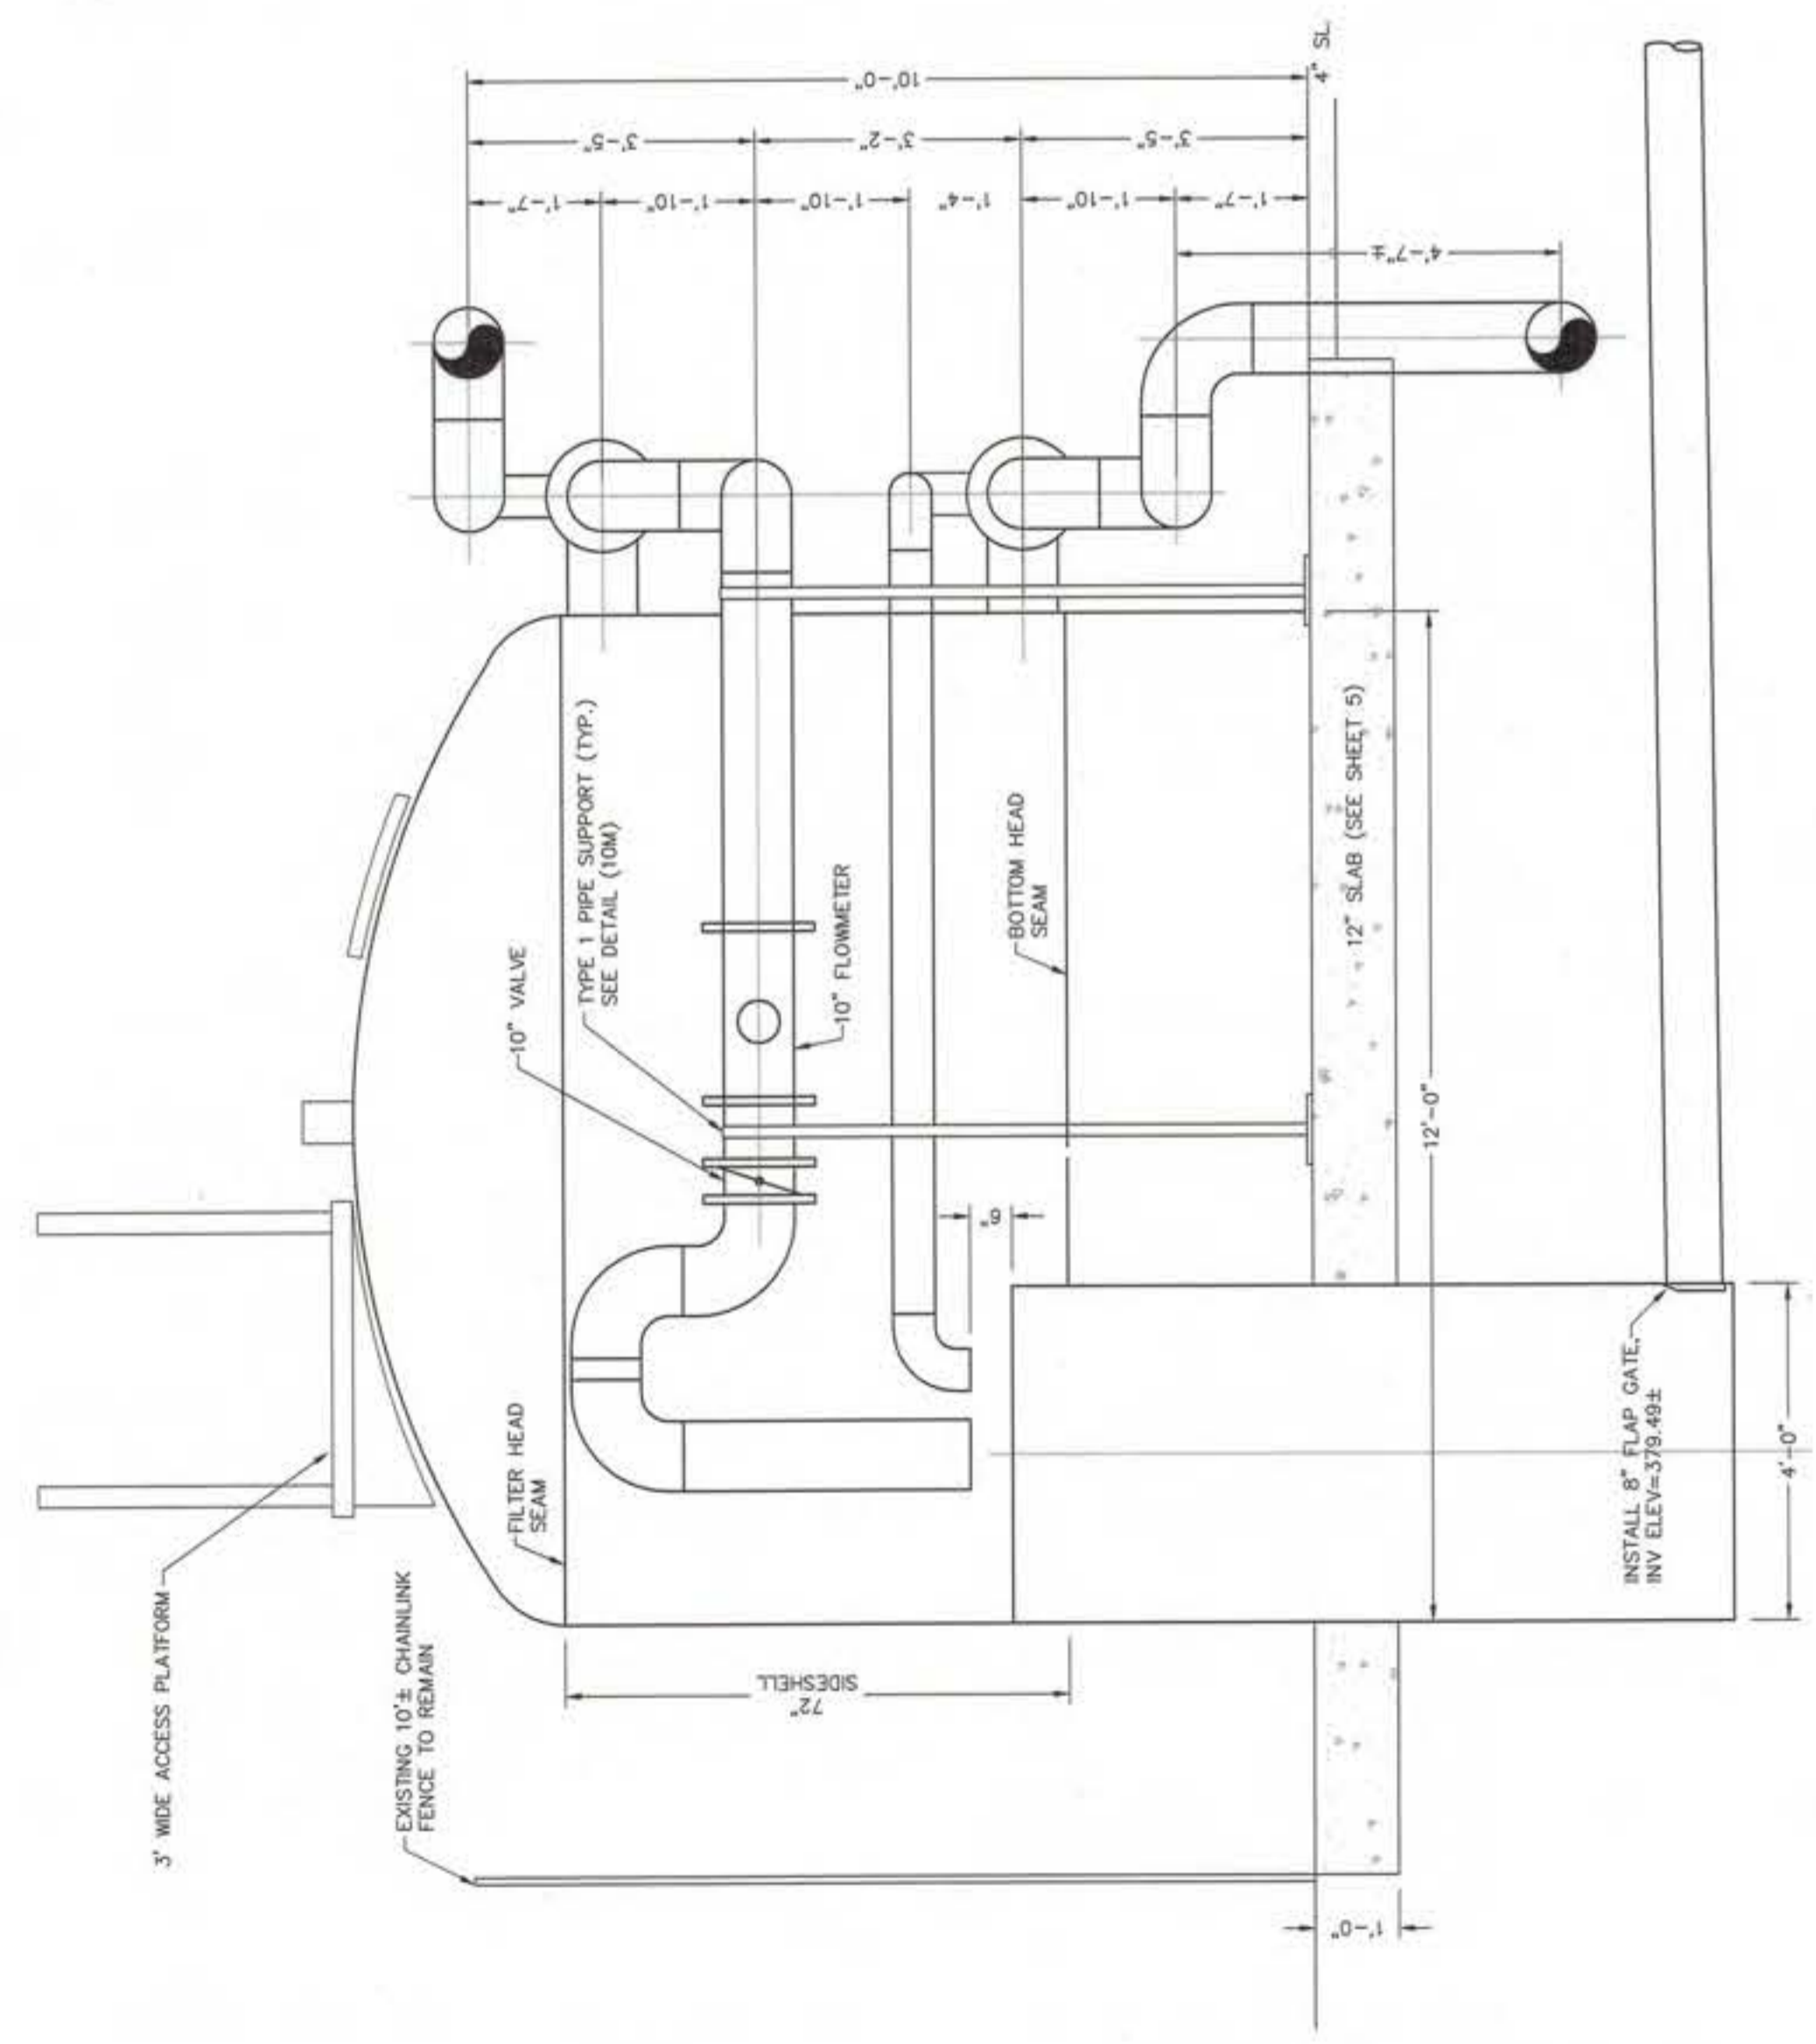 3' WIDE ACCESS PLATFORM
EXISTING 10'± CHAINLINK
FENCE TO REMAIN
FILTER HEAD
SEAM
10" VALVE
TYPE 1 PIPE SUPPORT (TYP.)
SEE DETAIL (10M)
10" FLOWMETER
BOTTOM HEAD
SEAM
12" SLAB (SEE SHEET 5)
INSTALL 8" FLAP GATE,
INV ELEV=379.49±
72"
SIDESHELL
1'-0"
6"
12'-0"
4'-0"
10'-0"
3'-5"
3'-2"
3'-5"
1'-7"
1'-10"
1'-10"
1'-4"
1'-10"
1'-7"
4'-7"±
4" SL.